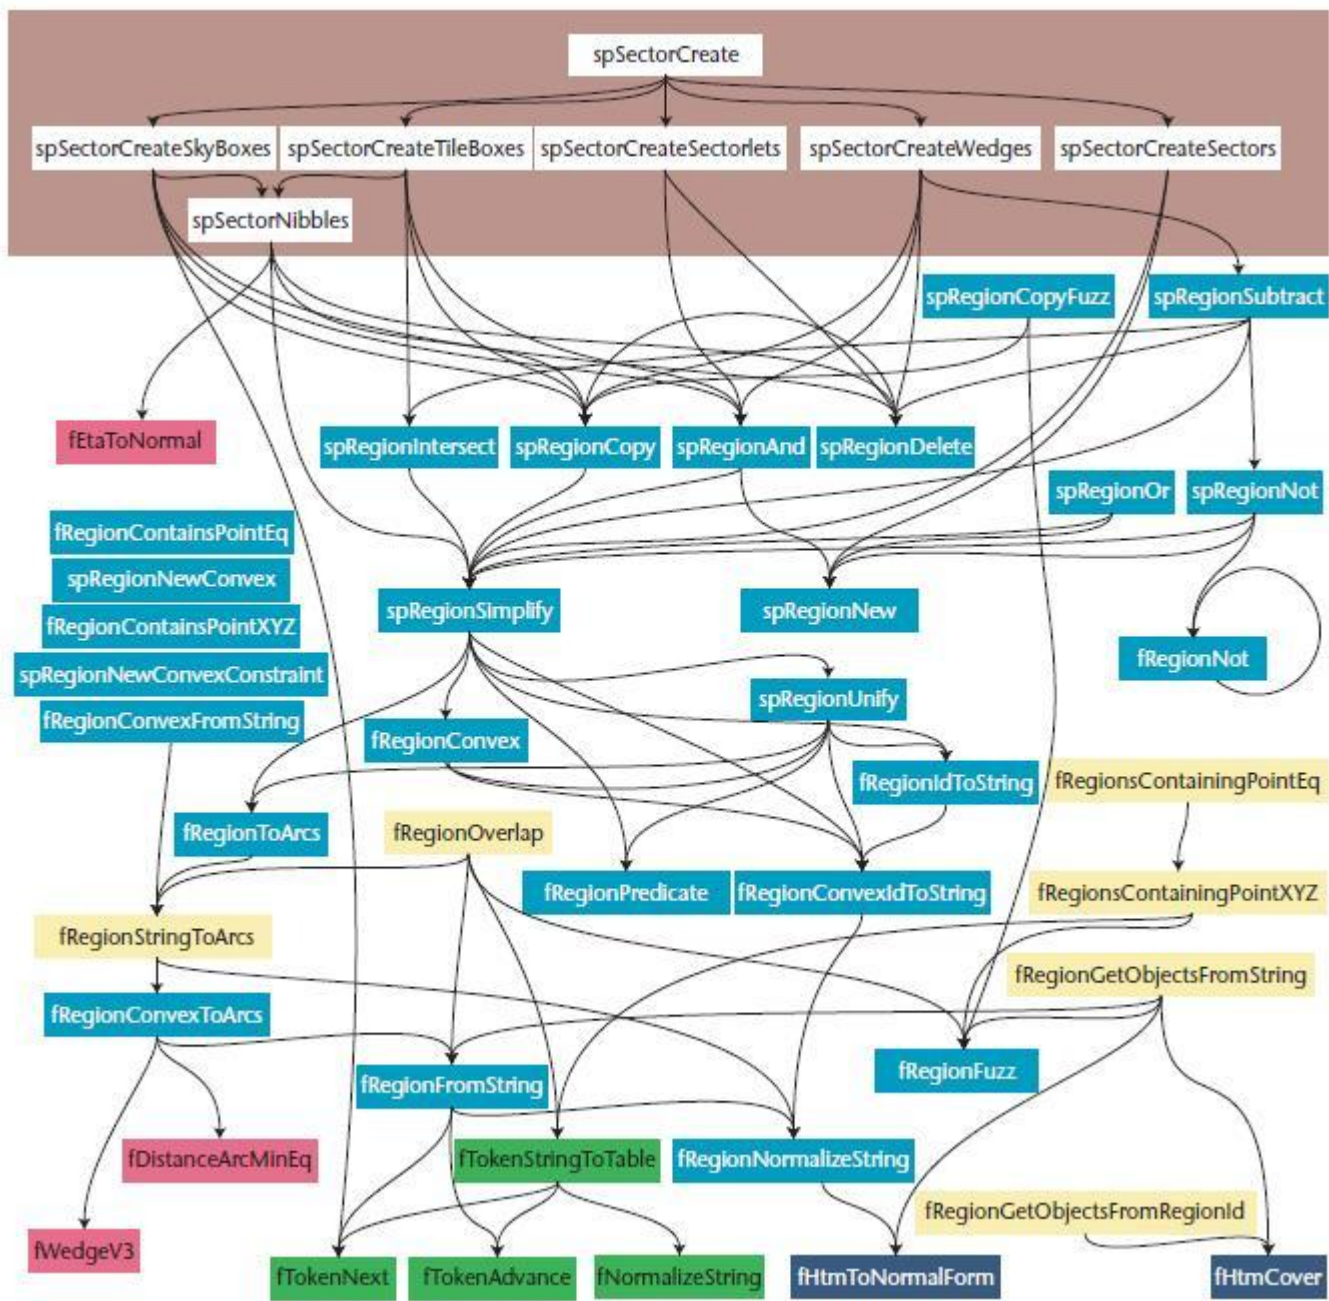 spSectorCreate
spSectorCreateSkyBoxes
spSectorCreateTileBoxes
spSectorCreateSectorlets
spSectorCreateWedges
spSectorCreateSectors
spSectorNibbles
spRegionCopyFuzz
spRegionSubtract
fEtaToNormal
spRegionIntersect
spRegionCopy
spRegionAnd
spRegionDelete
spRegionOr
spRegionNot
fRegionContainsPointEq
spRegionNewConvex
fRegionContainsPointXYZ
spRegionNewConvexConstraint
fRegionConvexFromString
spRegionSimplify
spRegionNew
fRegionNot
spRegionUnify
fRegionConvex
fRegionIdToString
fRegionsContainingPointEq
fRegionToArcs
fRegionOverlap
fRegionPredicate
fRegionConvexIdToString
fRegionsContainingPointXYZ
fRegionStringToArcs
fRegionGetObjectsFromString
fRegionConvexToArcs
fRegionFromString
fRegionFuzz
fDistanceArcMinEq
fTokenStringToTable
fRegionNormalizeString
fRegionGetObjectsFromRegionId
fWedgeV3
fTokenNext
fTokenAdvance
fNormalizeString
fHtmToNormalForm
fHtmCover